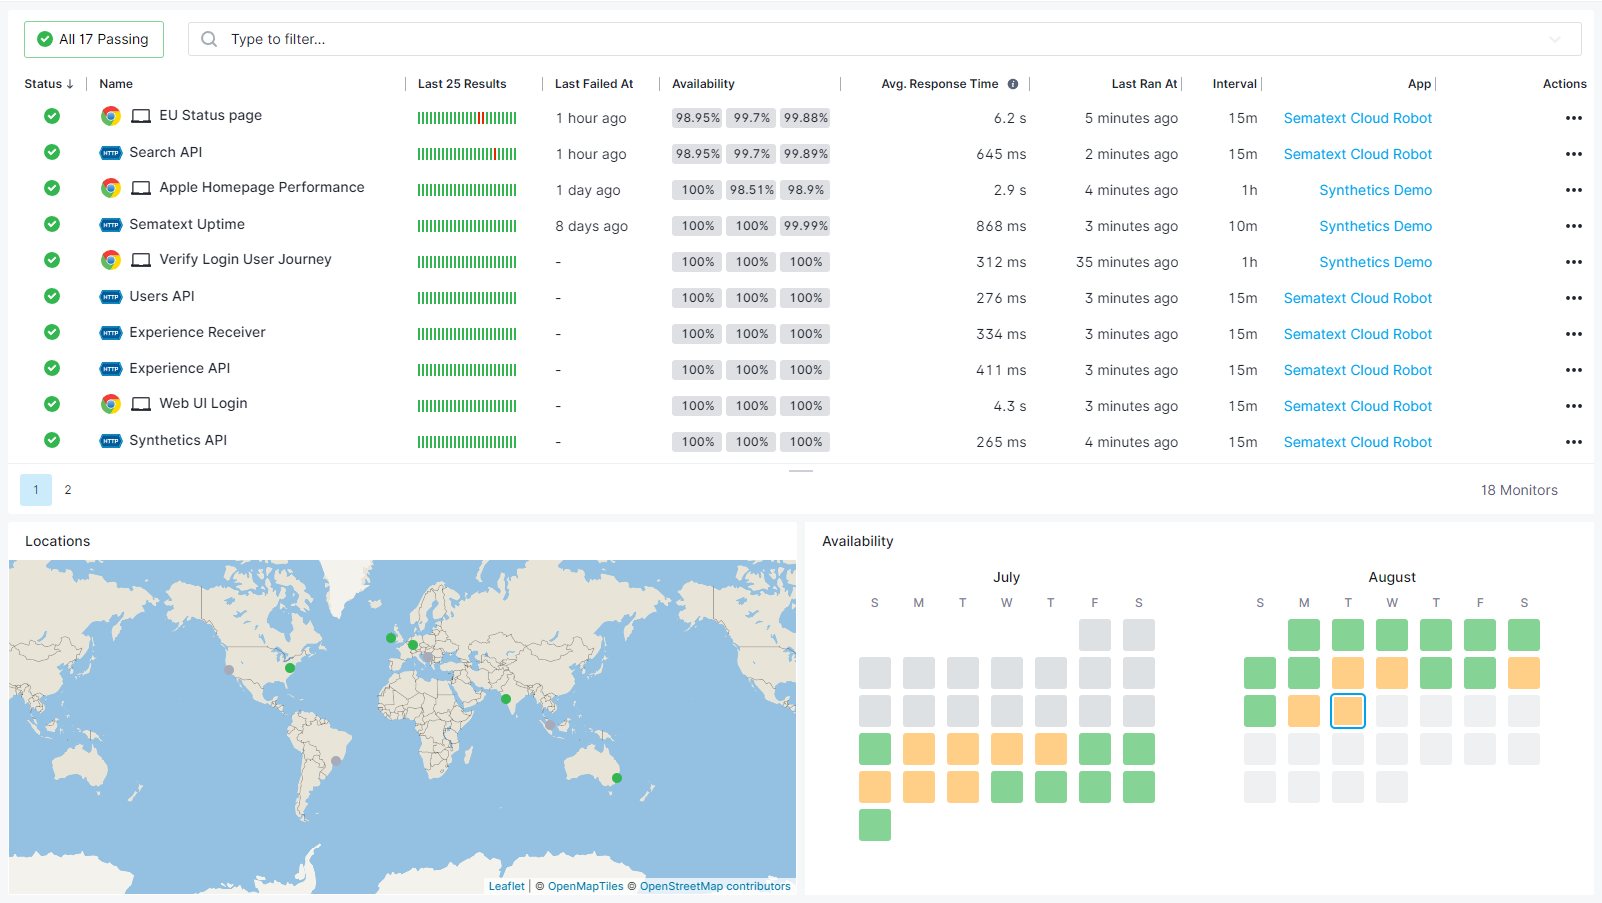 All 17 Passing
Type to filter...
Status ↓ Name Last 25 Results Last Failed At Availability Avg. Response Time Last Ran At Interval App Actions
EU Status page 1 hour ago 98.95% 99.7% 99.88% 6.2 s 5 minutes ago 15m Sematext Cloud Robot
HTTP Search API 1 hour ago 98.95% 99.7% 99.89% 645 ms 2 minutes ago 15m Sematext Cloud Robot
Apple Homepage Performance 1 day ago 100% 98.51% 98.9% 2.9 s 4 minutes ago 1h Synthetics Demo
HTTP Sematext Uptime 8 days ago 100% 100% 99.99% 868 ms 3 minutes ago 10m Synthetics Demo
Verify Login User Journey - 100% 100% 100% 312 ms 35 minutes ago 1h Synthetics Demo
HTTP Users API - 100% 100% 100% 276 ms 3 minutes ago 15m Sematext Cloud Robot
HTTP Experience Receiver - 100% 100% 100% 334 ms 3 minutes ago 15m Sematext Cloud Robot
HTTP Experience API - 100% 100% 100% 411 ms 3 minutes ago 15m Sematext Cloud Robot
Web UI Login - 100% 100% 100% 4.3 s 3 minutes ago 15m Sematext Cloud Robot
HTTP Synthetics API - 100% 100% 100% 265 ms 4 minutes ago 15m Sematext Cloud Robot
1 2 18 Monitors
Locations
Leaflet | © OpenMapTiles © OpenStreetMap contributors
Availability
July
S M T W T F S
August
S M T W T F S